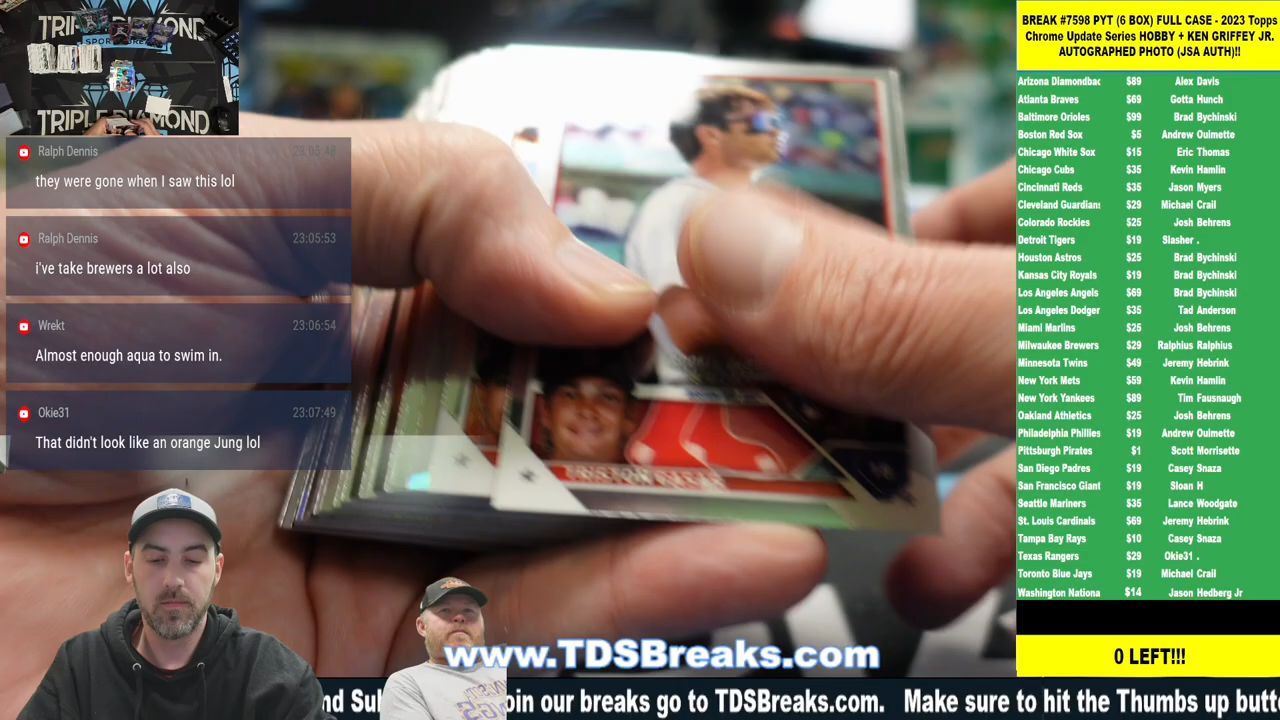 TRIPLE DIAMOND
TRIPLE DIAMOND
Ralph Dennis
they were gone when I saw this lol
Ralph Dennis 23:05:53
i've take brewers a lot also
Wrekt 23:06:54
Almost enough aqua to swim in.
Okie31 23:07:49
That didn't look like an orange Jung lol
www.TDSBreaks.com
nd Sul
oin our breaks go to TDSBreaks.com. Make sure to hit the Thumbs up butt
BREAK #7598 PYT (6 BOX) FULL CASE - 2023 Topps
Chrome Update Series HOBBY + KEN GRIFFEY JR.
AUTOGRAPHED PHOTO (JSA AUTH)!!
Arizona Diamondbac $89 Alex Davis
Atlanta Braves $69 Gotta Hunch
Baltimore Orioles $99 Brad Bychinski
Boston Red Sox $5 Andrew Ouimette
Chicago White Sox $15 Eric Thomas
Chicago Cubs $35 Kevin Hamlin
Cincinnati Reds $35 Jason Myers
Cleveland Guardians $29 Michael Crail
Colorado Rockies $25 Josh Behrens
Detroit Tigers $19 Slasher .
Houston Astros $25 Brad Bychinski
Kansas City Royals $19 Brad Bychinski
Los Angeles Angels $69 Brad Bychinski
Los Angeles Dodger $35 Tad Anderson
Miami Marlins $25 Josh Behrens
Milwaukee Brewers $29 Ralphius Ralphius
Minnesota Twins $49 Jeremy Hebrink
New York Mets $59 Kevin Hamlin
New York Yankees $89 Tim Fausnaugh
Oakland Athletics $25 Josh Behrens
Philadelphia Phillies $19 Andrew Ouimette
Pittsburgh Pirates $1 Scott Morrisette
San Diego Padres $19 Casey Snaza
San Francisco Giant $19 Sloan H
Seattle Mariners $35 Lance Woodgate
St. Louis Cardinals $69 Jeremy Hebrink
Tampa Bay Rays $10 Casey Snaza
Texas Rangers $29 Okie31 .
Toronto Blue Jays $19 Michael Crail
Washington Nationa $14 Jason Hedberg Jr
0 LEFT!!!